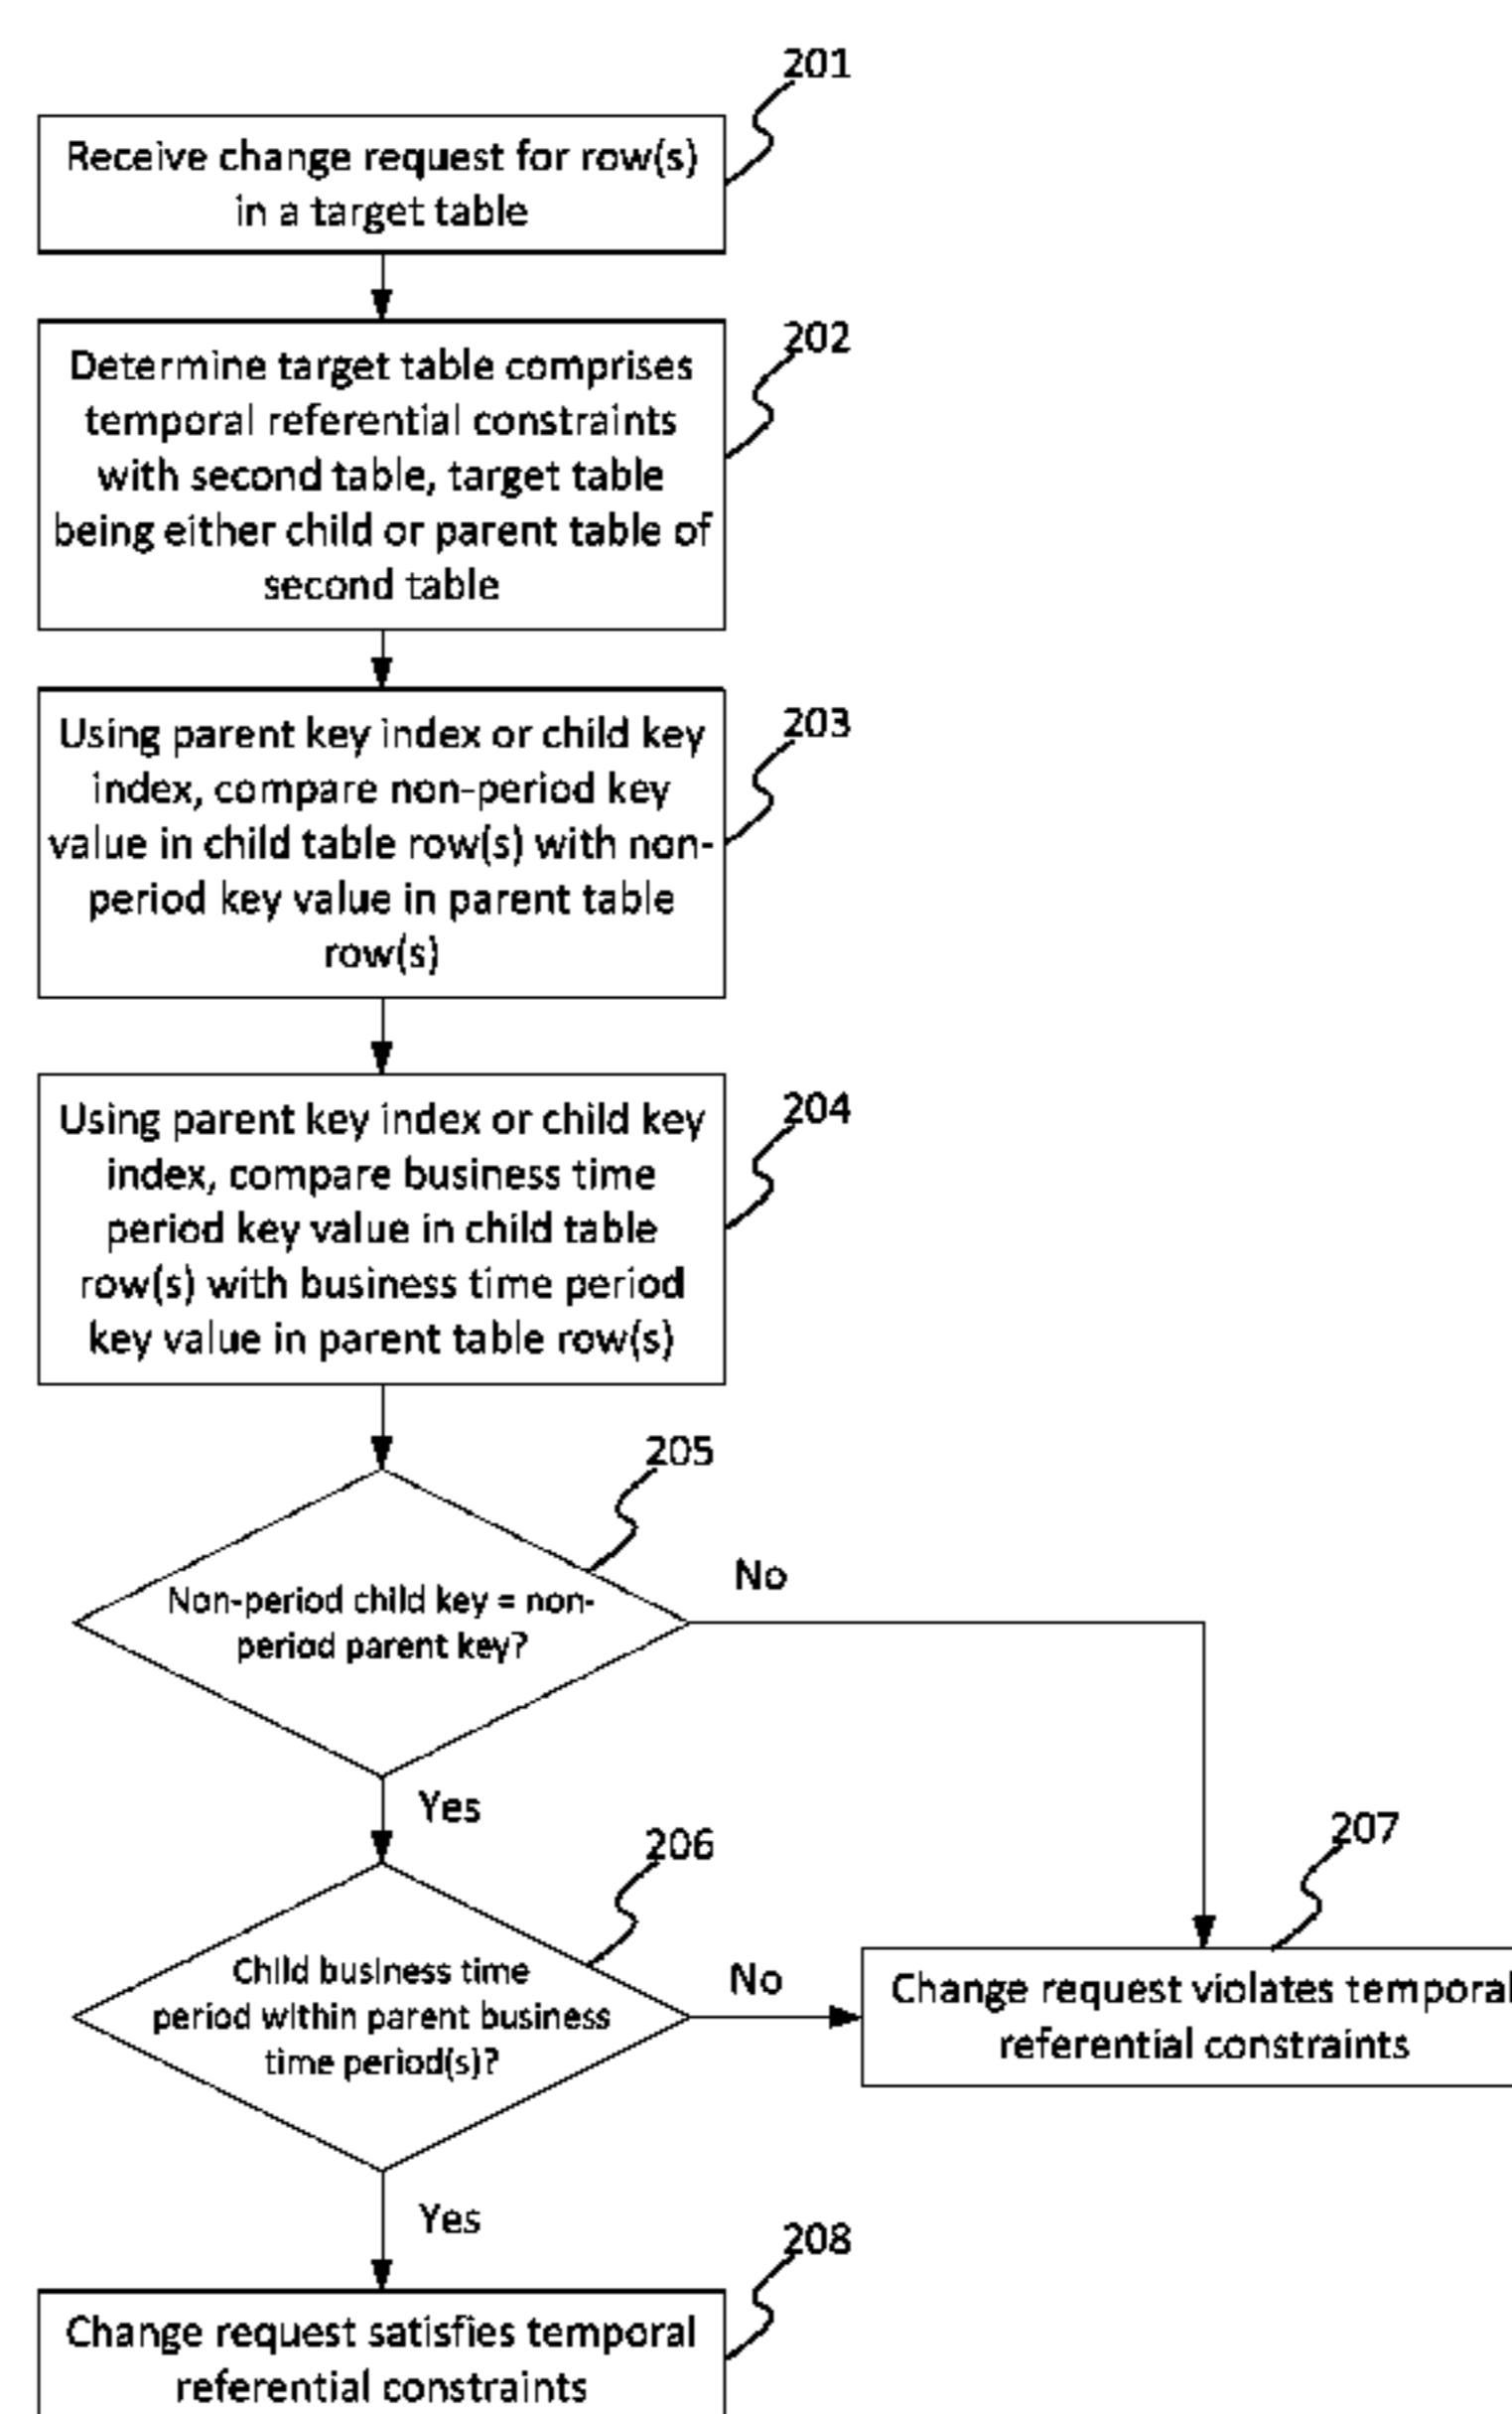 201
Receive change request for row(s)
in a target table
202
Determine target table comprises
temporal referential constraints
with second table, target table
being either child or parent table of
second table
203
Using parent key index or child key
index, compare non-period key
value in child table row(s) with non-
period key value in parent table
row(s)
204
Using parent key index or child key
index, compare business time
period key value in child table
row(s) with business time period
key value in parent table row(s)
205
Non-period child key = non-
period parent key?
No
Yes
206
Child business time
period within parent business
time period(s)?
No
207
Change request violates temporal
referential constraints
Yes
208
Change request satisfies temporal
referential constraints